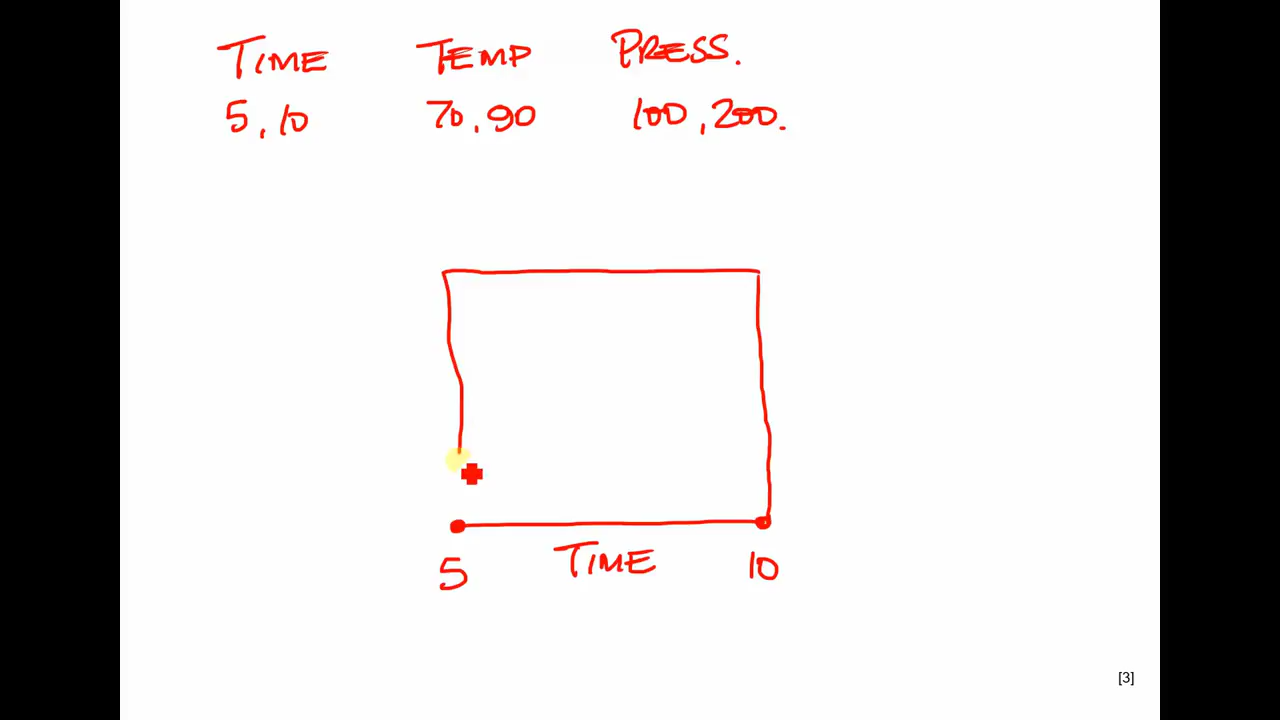 TIME TEMP PRESS.
5, 10 70, 90 100, 200.
TIME
5 10
[3]